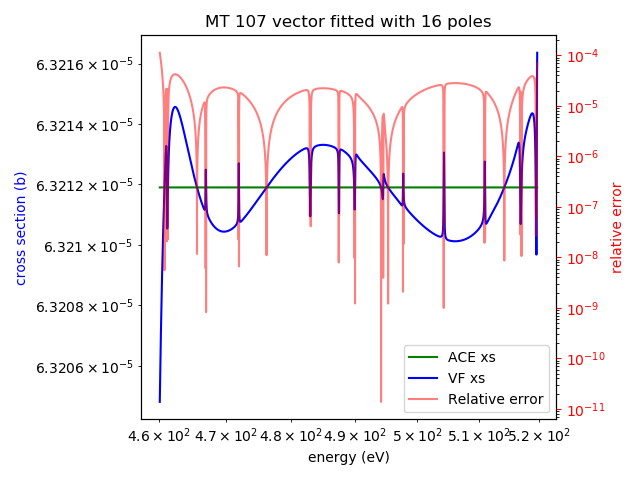 MT 107 vector fitted with 16 poles
6.3216 × 10⁻⁵
6.3214 × 10⁻⁵
6.3212 × 10⁻⁵
6.321 × 10⁻⁵
6.3208 × 10⁻⁵
6.3206 × 10⁻⁵
cross section (b)
10⁻⁴
10⁻⁵
10⁻⁶
10⁻⁷
10⁻⁸
10⁻⁹
10⁻¹⁰
10⁻¹¹
relative error
ACE xs
VF xs
Relative error
4.6 × 10² 4.7 × 10² 4.8 × 10² 4.9 × 10² 5 × 10² 5.1 × 10² 5.2 × 10²
energy (eV)